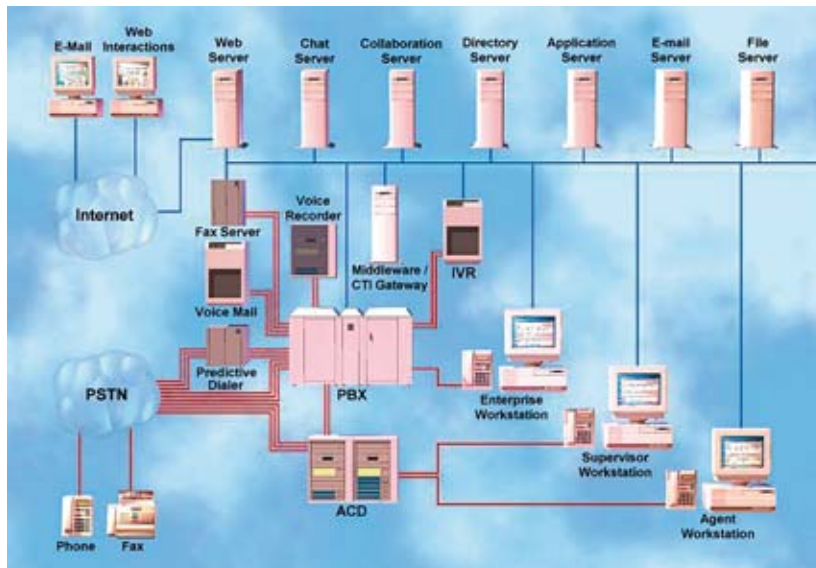 E-Mail
Web
Interactions
Web
Server
Chat
Server
Collaboration
Server
Directory
Server
Application
Server
E-mail
Server
File
Server
Internet
Fax Server
Voice
Recorder
Middleware /
CTI Gateway
IVR
Voice Mail
Predictive
Dialer
PSTN
PBX
Enterprise
Workstation
Supervisor
Workstation
ACD
Agent
Workstation
Phone
Fax